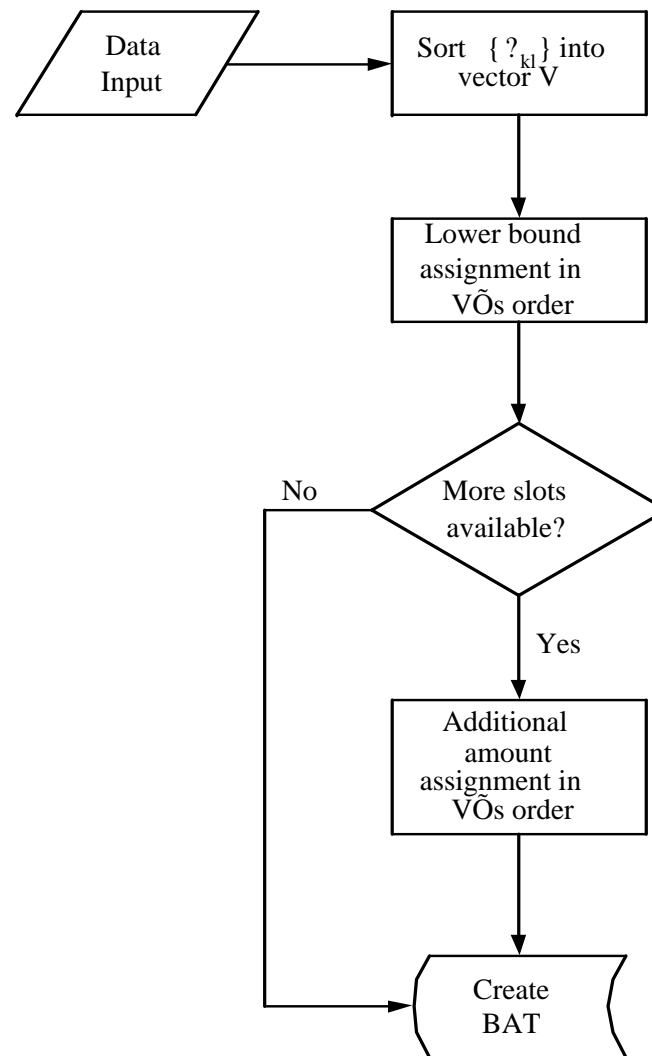 Data
Input
Sort { ?kl } into
vector V
Lower bound
assignment in
VÕs order
More slots
available?
No
Yes
Additional
amount
assignment in
VÕs order
Create
BAT